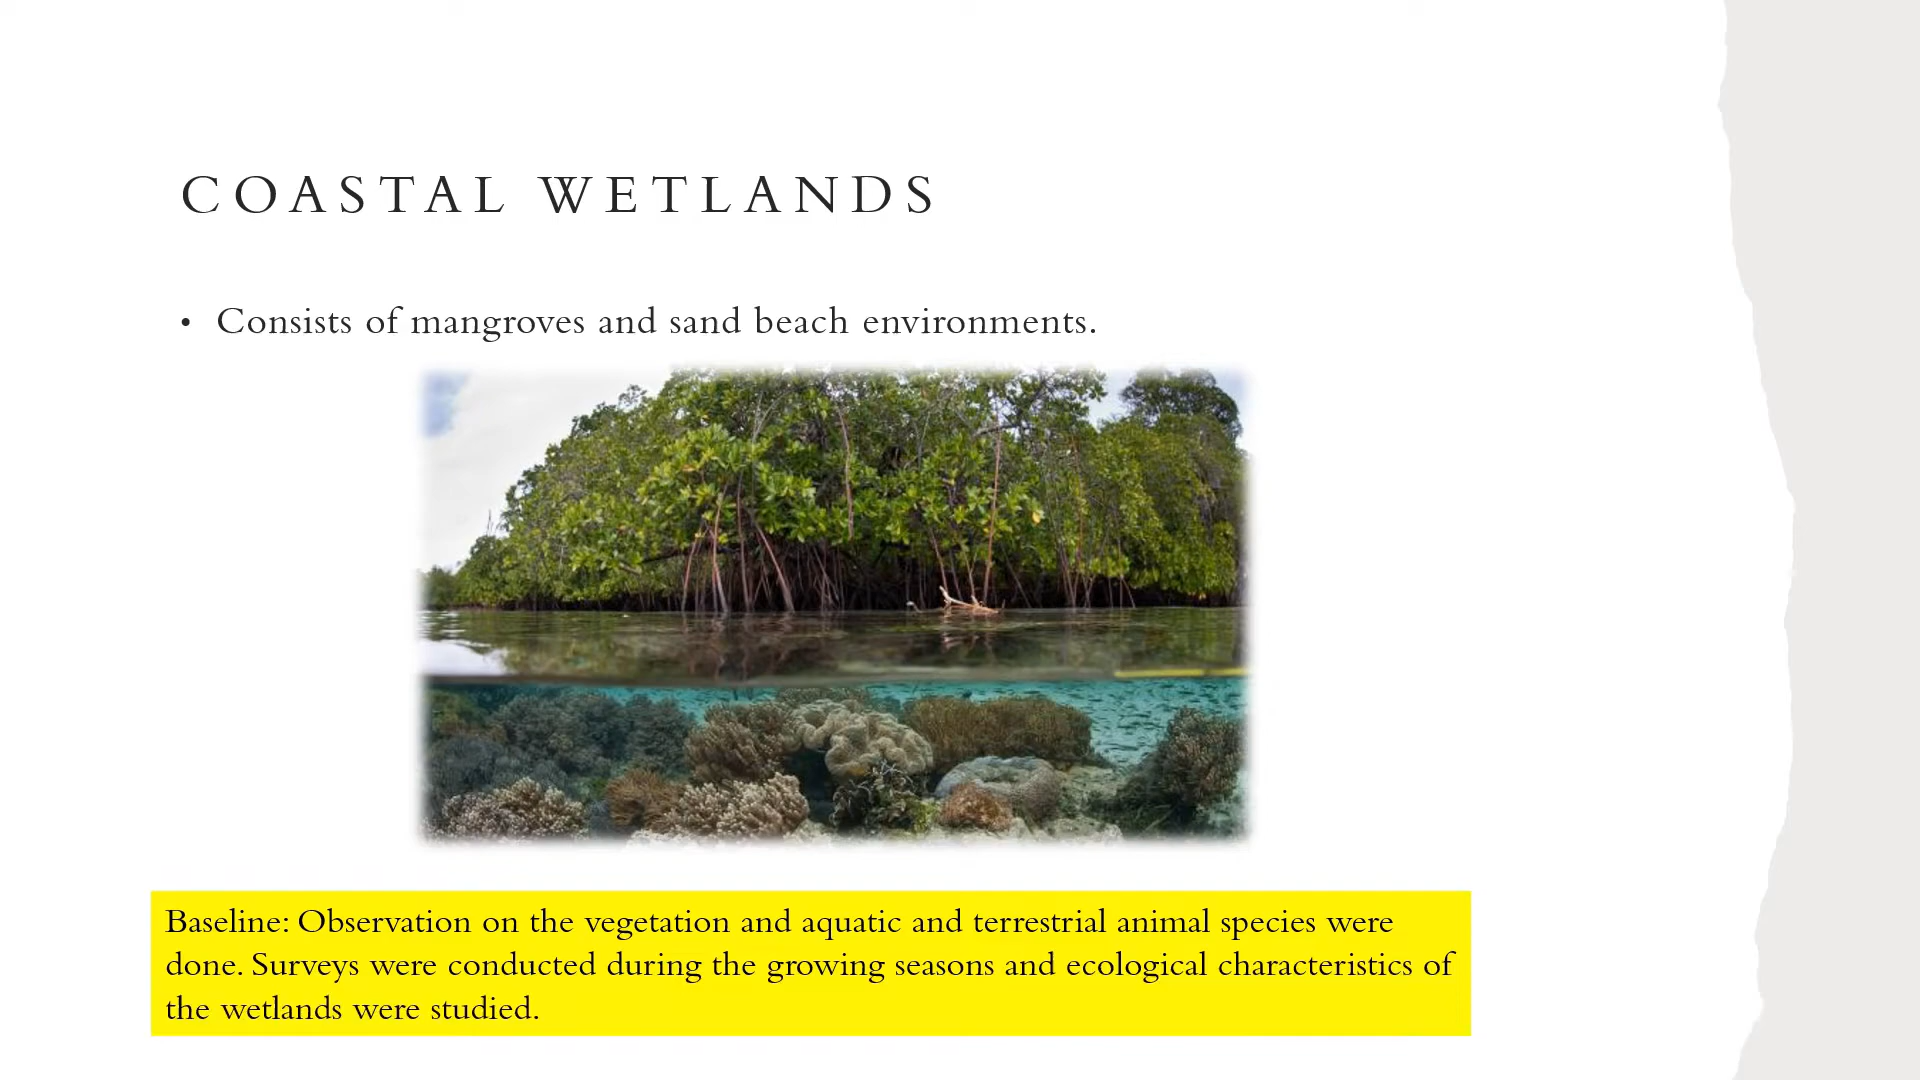 COASTAL WETLANDS
• Consists of mangroves and sand beach environments.
Baseline: Observation on the vegetation and aquatic and terrestrial animal species were
done. Surveys were conducted during the growing seasons and ecological characteristics of
the wetlands were studied.